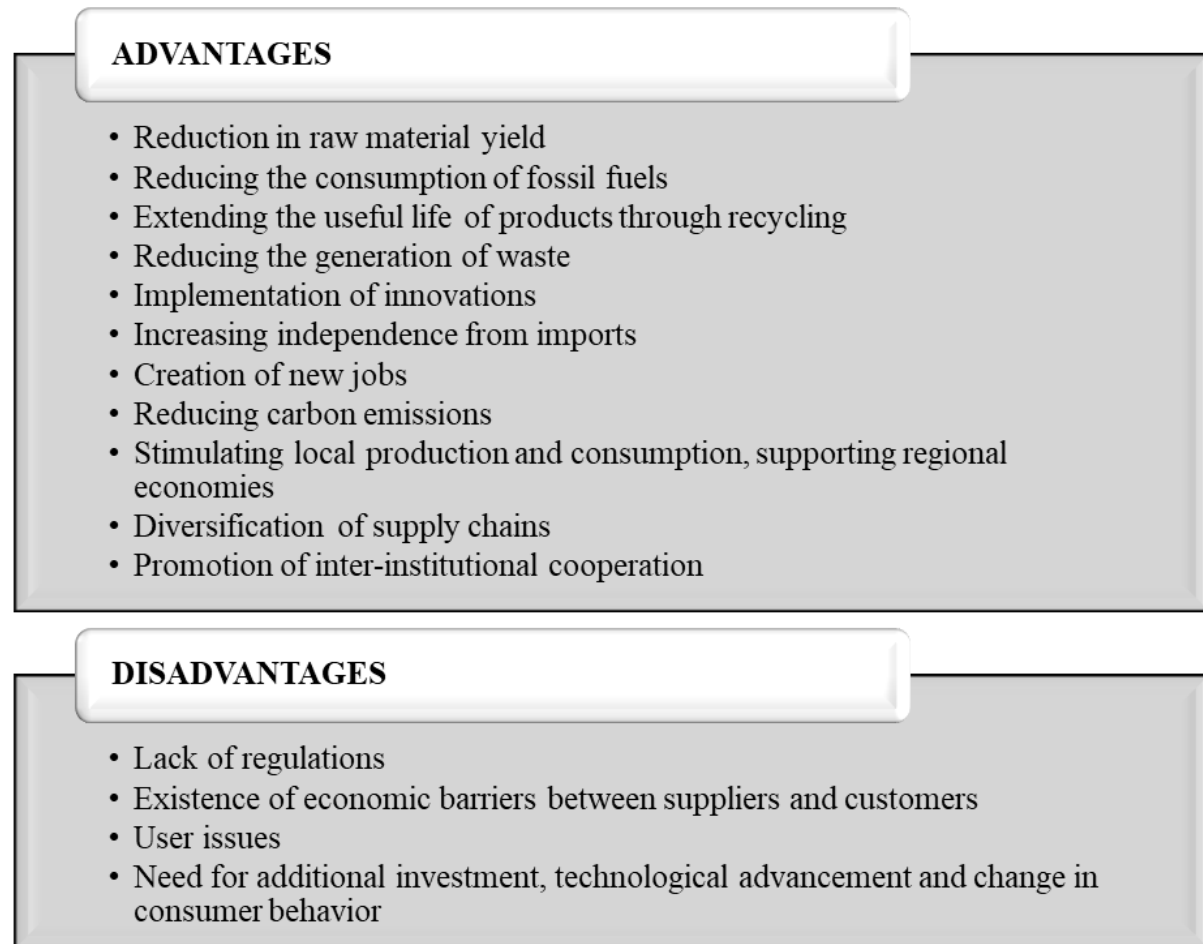 ADVANTAGES
• Reduction in raw material yield
• Reducing the consumption of fossil fuels
• Extending the useful life of products through recycling
• Reducing the generation of waste
• Implementation of innovations
• Increasing independence from imports
• Creation of new jobs
• Reducing carbon emissions
• Stimulating local production and consumption, supporting regional
economies
• Diversification of supply chains
• Promotion of inter-institutional cooperation
DISADVANTAGES
• Lack of regulations
• Existence of economic barriers between suppliers and customers
• User issues
• Need for additional investment, technological advancement and change in
consumer behavior